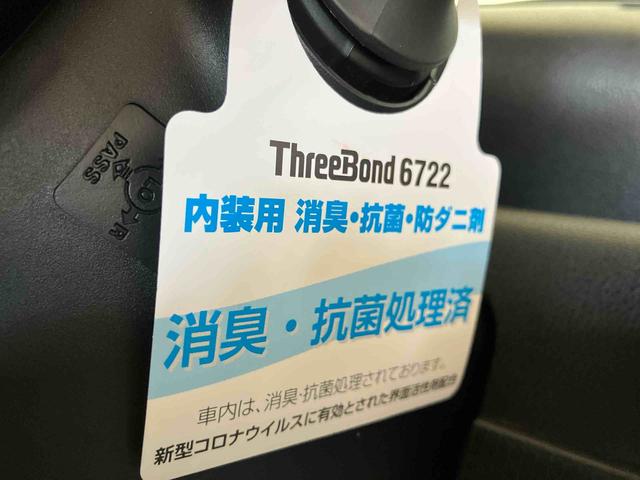 ThreeBond 6722
内装用 消臭・抗菌・防ダニ剤
消臭・抗菌処理済
車内は、消臭・抗菌処理されております。
新型コロナウイルスに有効とされた界面活性剤配合
PASS